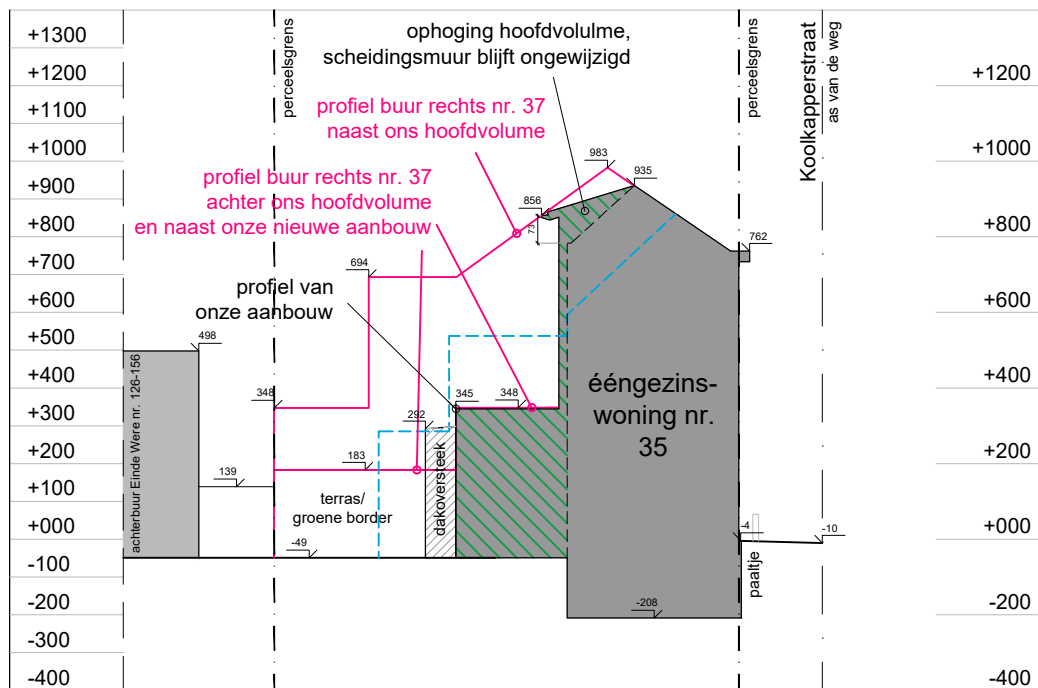 +1300
+1200
+1100
+1000
+900
+800
+700
+600
+500
+400
+300
+200
+100
+000
-100
-200
-300
-400
perceelsgrens
ophoging hoofdvolulme,
scheidingsmuur blijft ongewijzigd
profiel buur rechts nr. 37
naast ons hoofdvolume
profiel buur rechts nr. 37
achter ons hoofdvolume
en naast onze nieuwe aanbouw
profiel van
onze aanbouw
983
935
856
73
762
694
498
348
345
348
292
183
139
-49
-208
-4
-10
achterbuur Einde Were nr. 126-156
terras/
groene border
dakoversteek
ééngezins-
woning nr.
35
perceelsgrens
Koolkapperstraat
as van de weg
paaltje
+1200
+1000
+800
+600
+400
+200
+000
-200
-400